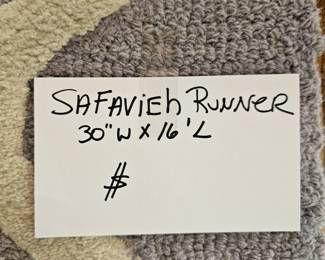 SAFAVIEh RUNNER
30"W X 16'L
$